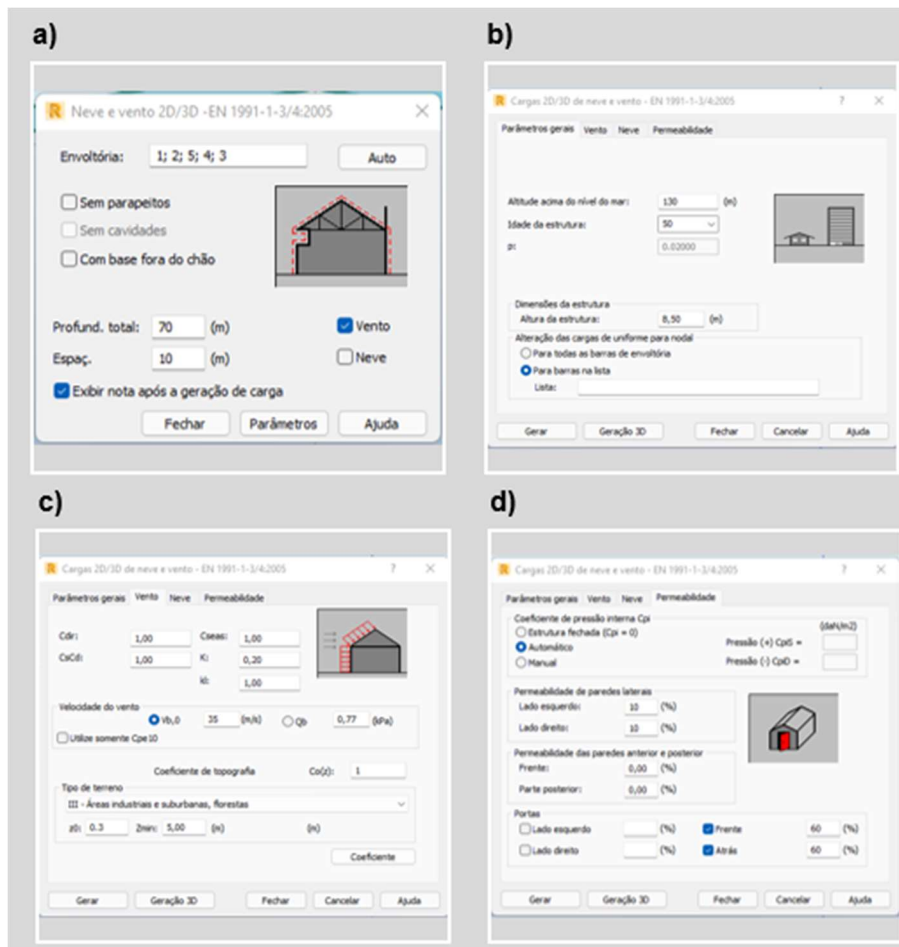 a)
Neve e vento 2D/3D -EN 1991-1-3/4:2005
Envoltória: 1; 2; 5; 4; 3 Auto
Sem parapeitos
Sem cavidades
Com base fora do chão
Profund. total: 70 (m) Vento
Espaç. 10 (m) Neve
Exibir nota após a geração de carga
Fechar Parâmetros Ajuda
b)
Cargas 2D/3D de neve e vento - EN 1991-1-3/4:2005 ?
Parâmetros gerais Vento Neve Permeabilidade
Altitude acima do nível do mar: 130 (m)
Idade da estrutura: 50
p: 0.02000
Dimensões da estrutura
Altura da estrutura: 8,50 (m)
Alteração das cargas de uniforme para nodal
Para todas as barras de envoltória
Para barras na lista
Lista:
Gerar Geração 3D Fechar Cancelar Ajuda
c)
Cargas 2D/3D de neve e vento - EN 1991-1-3/4:2005 ?
Parâmetros gerais Vento Neve Permeabilidade
Cdir: 1,00 Cseas: 1,00
CsCd: 1,00 K: 0,20
kl: 1,00
Velocidade do vento
Vb,0 35 (m/s) Qb 0,77 (kPa)
Utilize somente Cpe10
Coeficiente de topografia Co(z): 1
Tipo de terreno
III - Áreas industriais e suburbanas, florestas
z0: 0.3 Zmin: 5,00 (m) (m)
Coeficiente
Gerar Geração 3D Fechar Cancelar Ajuda
d)
Cargas 2D/3D de neve e vento - EN 1991-1-3/4:2005 ?
Parâmetros gerais Vento Neve Permeabilidade
Coeficiente de pressão interna Cpi (daN/m2)
Estrutura fechada (Cpi = 0) Pressão (+) CpiS =
Automático
Manual Pressão (-) CpiD =
Permeabilidade de paredes laterais
Lado esquerdo: 10 (%)
Lado direito: 10 (%)
Permeabilidade das paredes anterior e posterior
Frente: 0,00 (%)
Parte posterior: 0,00 (%)
Portas
Lado esquerdo (%) Frente 60 (%)
Lado direito (%) Atrás 60 (%)
Gerar Geração 3D Fechar Cancelar Ajuda